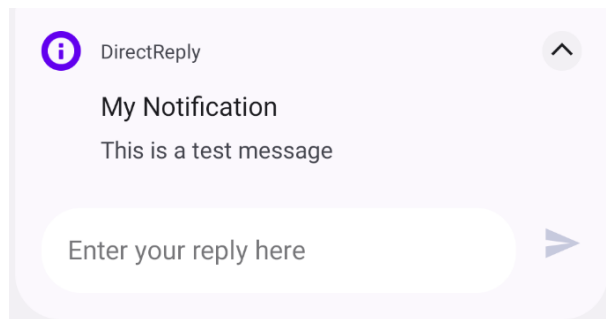 DirectReply
My Notification
This is a test message
Enter your reply here